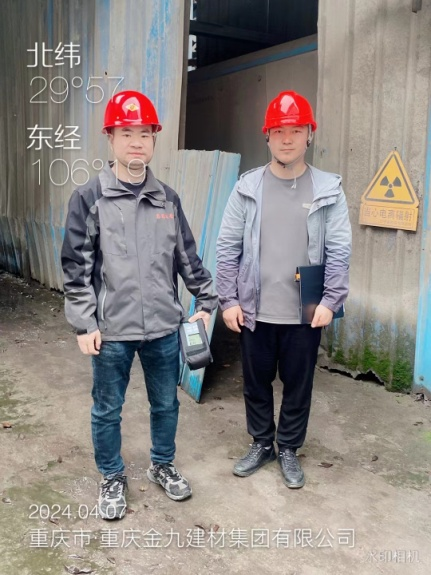 北纬
29°57
东经
106°
当心电离辐射
2024.04.07
重庆市·重庆金九建材集团有限公司
水印相机